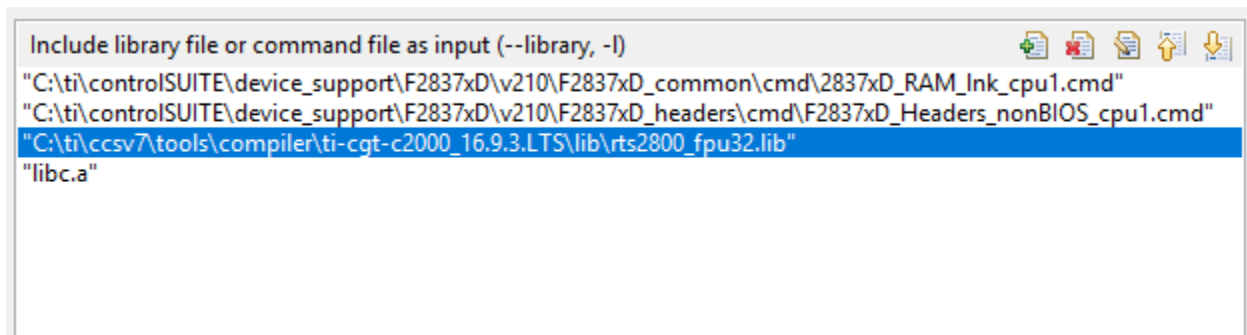 Include library file or command file as input (--library, -l)
"C:\ti\controlSUITE\device_support\F2837xD\v210\F2837xD_common\cmd\2837xD_RAM_lnk_cpu1.cmd"
"C:\ti\controlSUITE\device_support\F2837xD\v210\F2837xD_headers\cmd\F2837xD_Headers_nonBIOS_cpu1.cmd"
"C:\ti\ccsv7\tools\compiler\ti-cgt-c2000_16.9.3.LTS\lib\rts2800_fpu32.lib"
"libc.a"